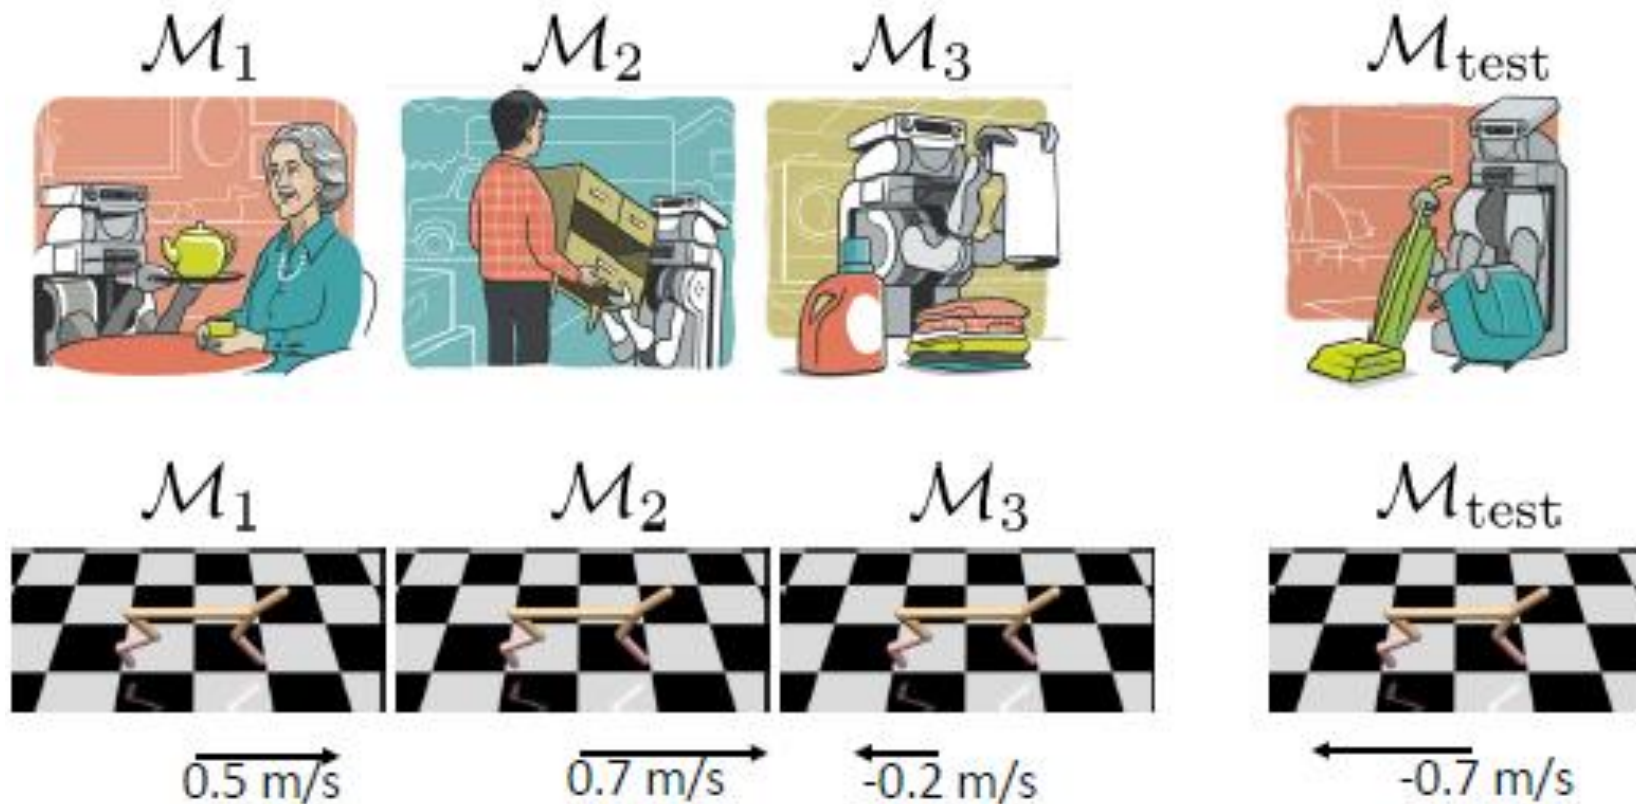 ℳ₁ ℳ₂ ℳ₃ ℳtest
ℳ₁ ℳ₂ ℳ₃ ℳtest
0.5 m/s 0.7 m/s -0.2 m/s -0.7 m/s